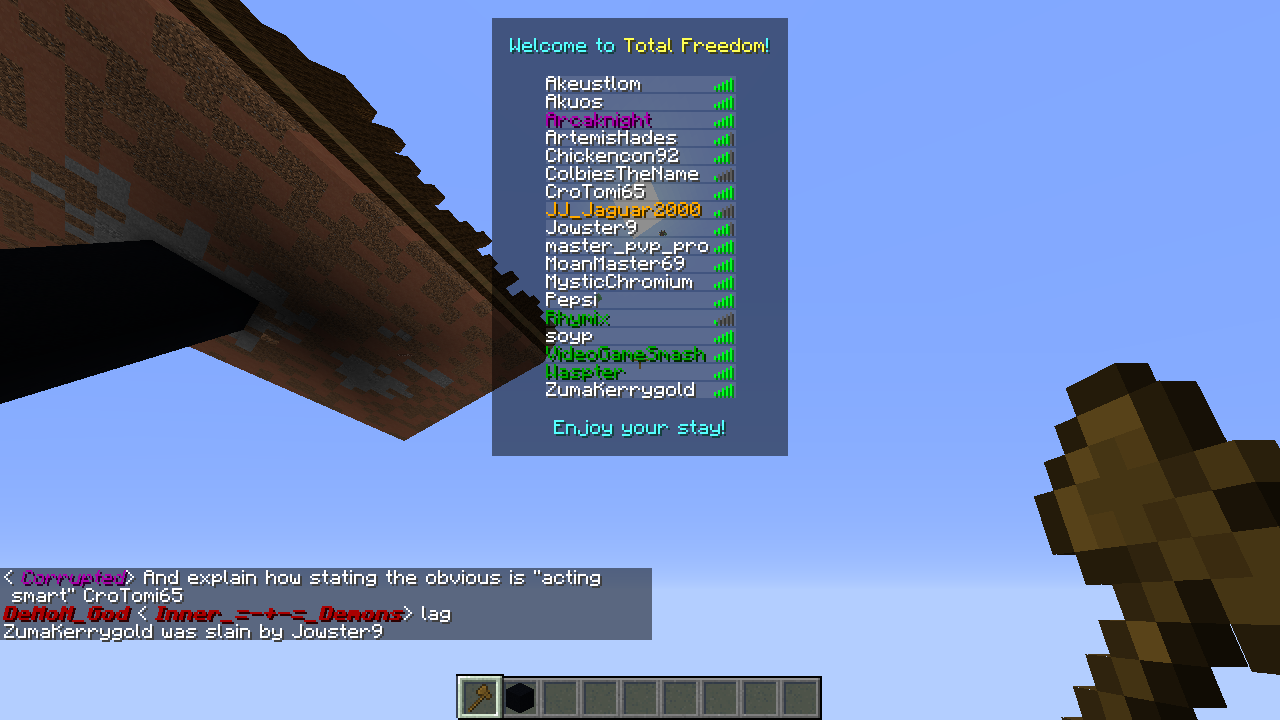 Welcome to Total Freedom!
Akeustlom
Akuos
Arcaknight
ArtemisHades
Chickencon92
ColbiesTheName
CroTomi65
JJ_Jaguar2000
Jowster9
master_pvp_pro
MoanMaster69
MysticChromium
Pepsi
Rhymix
soyp
VideoGameSmash
Waspter
ZumaKerrygold
Enjoy your stay!
< Corrupted> And explain how stating the obvious is "acting
smart" CroTomi65
DeMoN_God < Inner_=-+-=_Demons> lag
ZumaKerrygold was slain by Jowster9